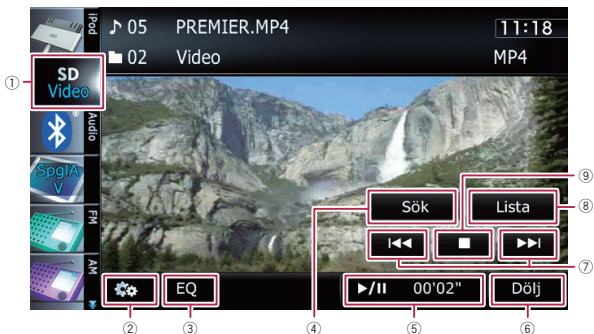 iPod
05 PREMIER.MP4
11:18
02 Video
MP4
①
SD
Video
Audio
SpglA
V
FM
AM
⑨
Sök
Lista
⑧
⑦
EQ
00'02"
Dölj
②
③
④
⑤
⑥